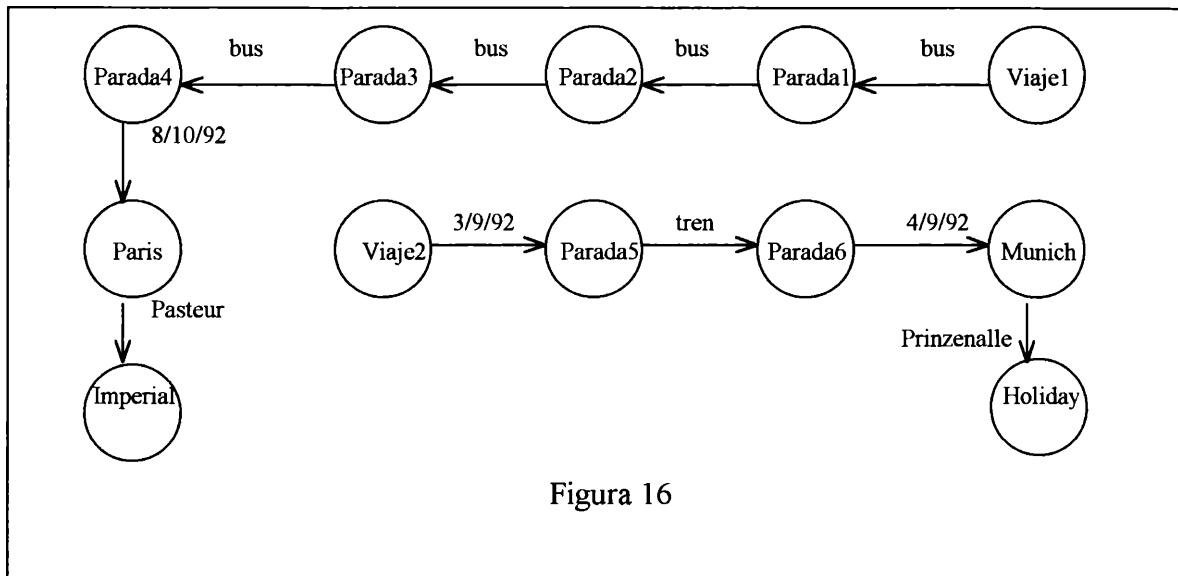 bus bus bus bus
Parada4 Parada3 Parada2 Parada1 Viaje1
8/10/92
3/9/92 tren 4/9/92
Paris Viaje2 Parada5 Parada6 Munich
Pasteur
Prinzenalle
Imperial Holiday
Figura 16